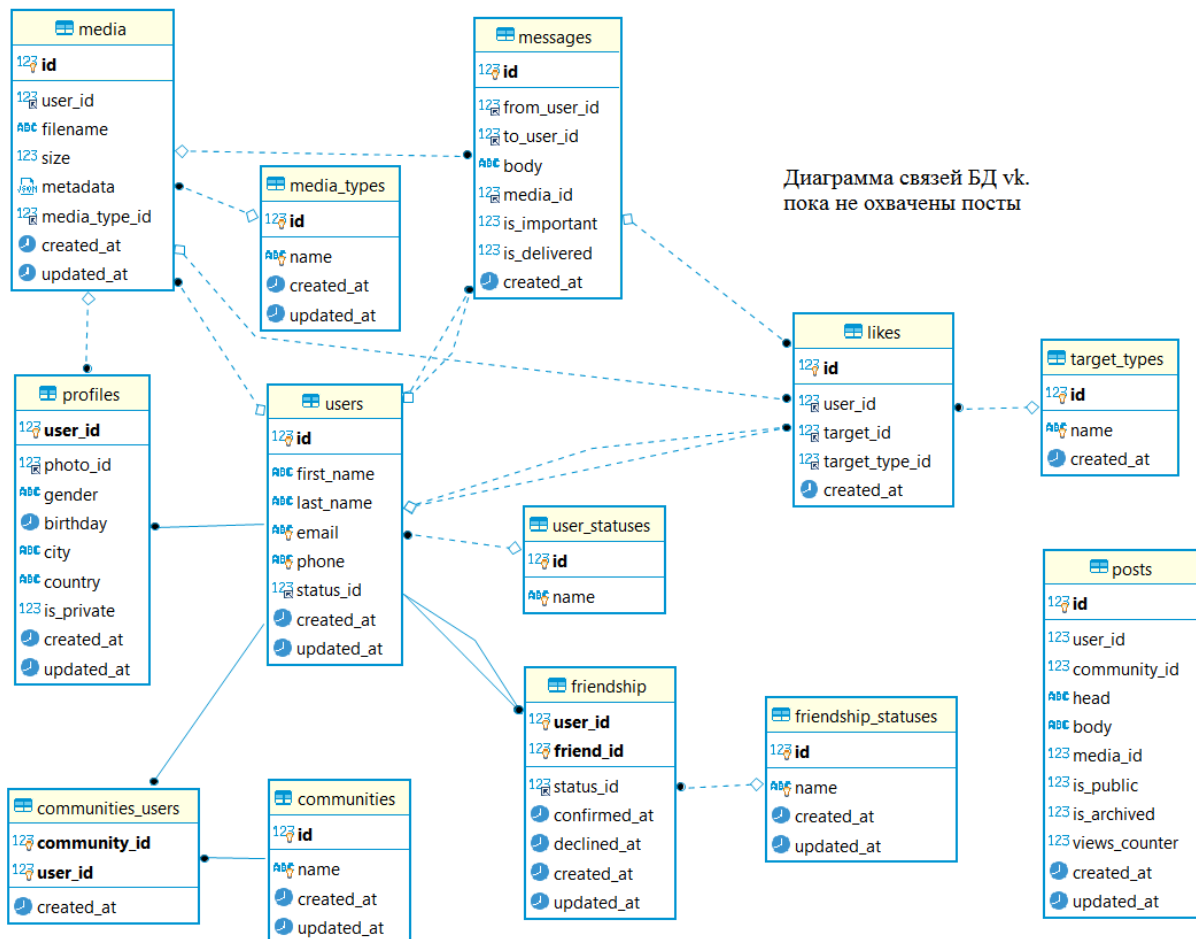 media
id
user_id
filename
size
metadata
media_type_id
created_at
updated_at
messages
id
from_user_id
to_user_id
body
media_id
is_important
is_delivered
created_at
Диаграмма связей БД vk.
пока не охвачены посты
media_types
id
name
created_at
updated_at
likes
id
user_id
target_id
target_type_id
created_at
target_types
id
name
created_at
profiles
user_id
photo_id
gender
birthday
city
country
is_private
created_at
updated_at
users
id
first_name
last_name
email
phone
status_id
created_at
updated_at
user_statuses
id
name
posts
id
user_id
community_id
head
body
media_id
is_public
is_archived
views_counter
created_at
updated_at
friendship
user_id
friend_id
status_id
confirmed_at
declined_at
created_at
updated_at
friendship_statuses
id
name
created_at
updated_at
communities_users
community_id
user_id
created_at
communities
id
name
created_at
updated_at